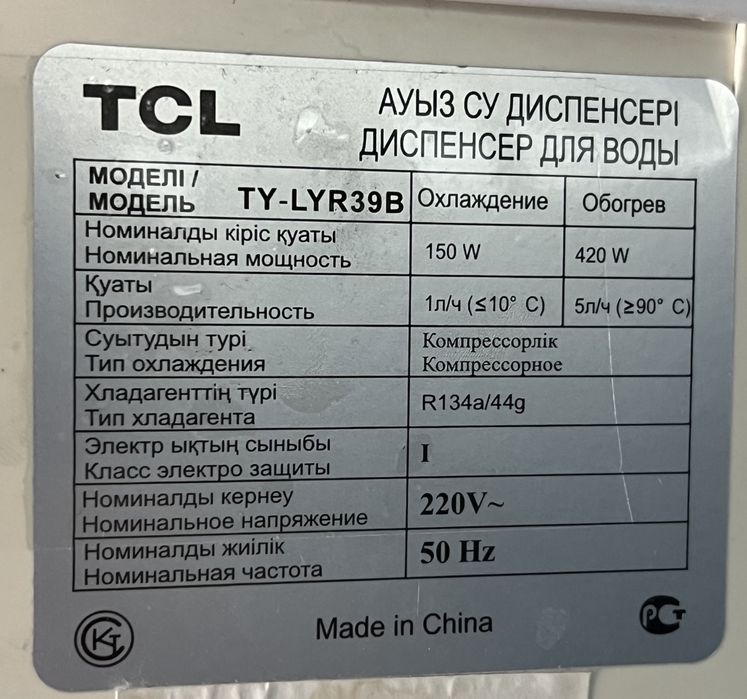 TCL
АУЫЗ СУ ДИСПЕНСЕРІ
ДИСПЕНСЕР ДЛЯ ВОДЫ
МОДЕЛІ /
МОДЕЛЬ TY-LYR39B Охлаждение Обогрев
Номиналды кіріс қуаты
Номинальная мощность 150 W 420 W
Қуаты
Производительность 1л/ч (≤10° C) 5л/ч (≥90° C)
Суытудын турі Компрессорлік
Тип охлаждения Компрессорное
Хладагенттің түрі
Тип хладагента R134a/44g
Электр ықтың сыныбы
Класс электро защиты I
Номиналды кернеу
Номинальное напряжение 220V~
Номиналды жиілік
Номинальная частота 50 Hz
Made in China
РСТ